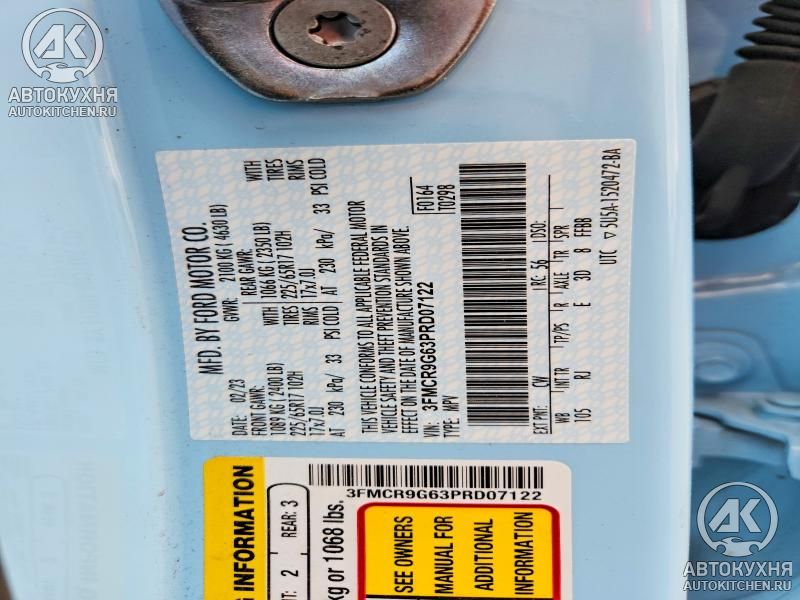 AK
АВТОКУХНЯ
AUTOKITCHEN.RU
MFD. BY FORD MOTOR CO.
DATE: 02/23 GVWR: 2100 KG ( 4630 LB)
FRONT GAWR: REAR GAWR:
1089 KG ( 2400 LB) 1066 KG ( 2350 LB) WITH
225/65R17 102H 225/65R17 102H TIRES
17x7.0J RIMS 17x7.0J RIMS
AT 230 kPa/ 33 PSI COLD AT 230 kPa/ 33 PSI COLD
THIS VEHICLE CONFORMS TO ALL APPLICABLE FEDERAL MOTOR
VEHICLE SAFETY AND THEFT PREVENTION STANDARDS IN
EFFECT ON THE DATE OF MANUFACTURE SHOWN ABOVE.
VIN: 3FMCR9G63PRD07122
TYPE: MPV
F0164
T0298
EXT PNT: CW RC: 56 DSO:
WB INT TR TP/PS R AXLE TR SPR
105 RJ E 3D 8 FFBB
UTC ▽ 5U5A-1520472-BA
3FMCR9G63PRD07122
G INFORMATION
NT: 2 REAR: 3
kg or 1068 lbs.
SEE OWNERS
MANUAL FOR
ADDITIONAL
INFORMATION
AK
АВТОКУХНЯ
AUTOKITCHEN.RU